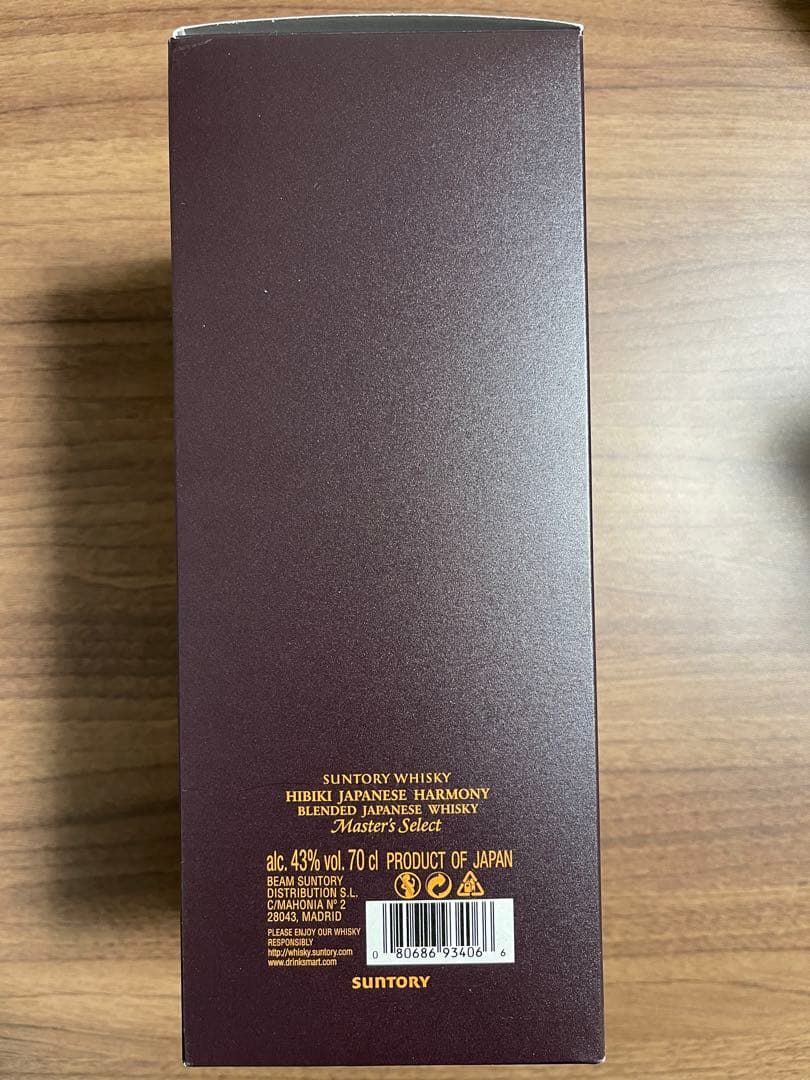 SUNTORY WHISKY
HIBIKI JAPANESE HARMONY
BLENDED JAPANESE WHISKY
Master's Select
alc. 43% vol. 70 cl PRODUCT OF JAPAN
BEAM SUNTORY
DISTRIBUTION S.L.
C/MAHONIA Nº 2
28043, MADRID
PLEASE ENJOY OUR WHISKY
RESPONSIBLY
http://whisky.suntory.com
www.drinksmart.com
0 80686 93406 6
SUNTORY